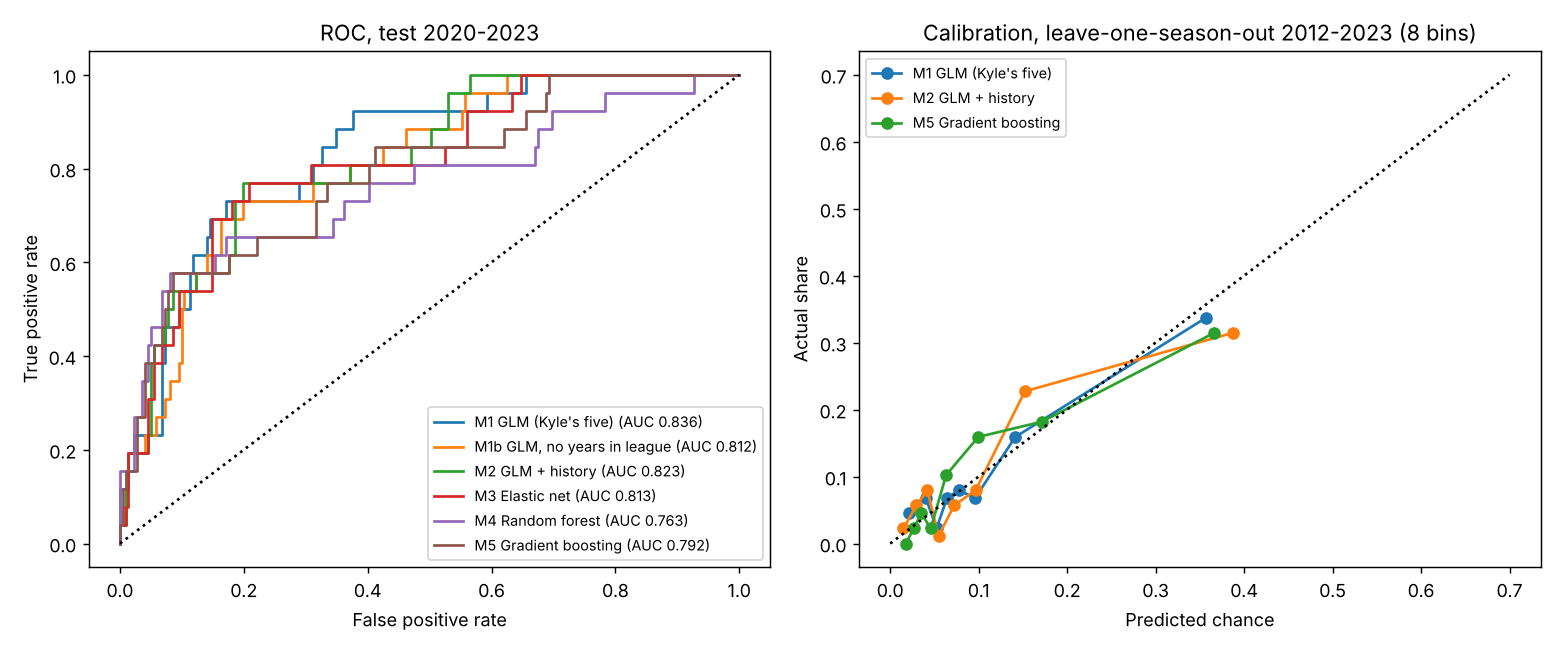 ROC, test 2020-2023
1.0
0.8
0.6
0.4
0.2
0.0
True positive rate
0.0 0.2 0.4 0.6 0.8 1.0
False positive rate
M1 GLM (Kyle's five) (AUC 0.836)
M1b GLM, no years in league (AUC 0.812)
M2 GLM + history (AUC 0.823)
M3 Elastic net (AUC 0.813)
M4 Random forest (AUC 0.763)
M5 Gradient boosting (AUC 0.792)
Calibration, leave-one-season-out 2012-2023 (8 bins)
M1 GLM (Kyle's five)
M2 GLM + history
M5 Gradient boosting
0.7
0.6
0.5
0.4
0.3
0.2
0.1
0.0
Actual share
0.0 0.1 0.2 0.3 0.4 0.5 0.6 0.7
Predicted chance